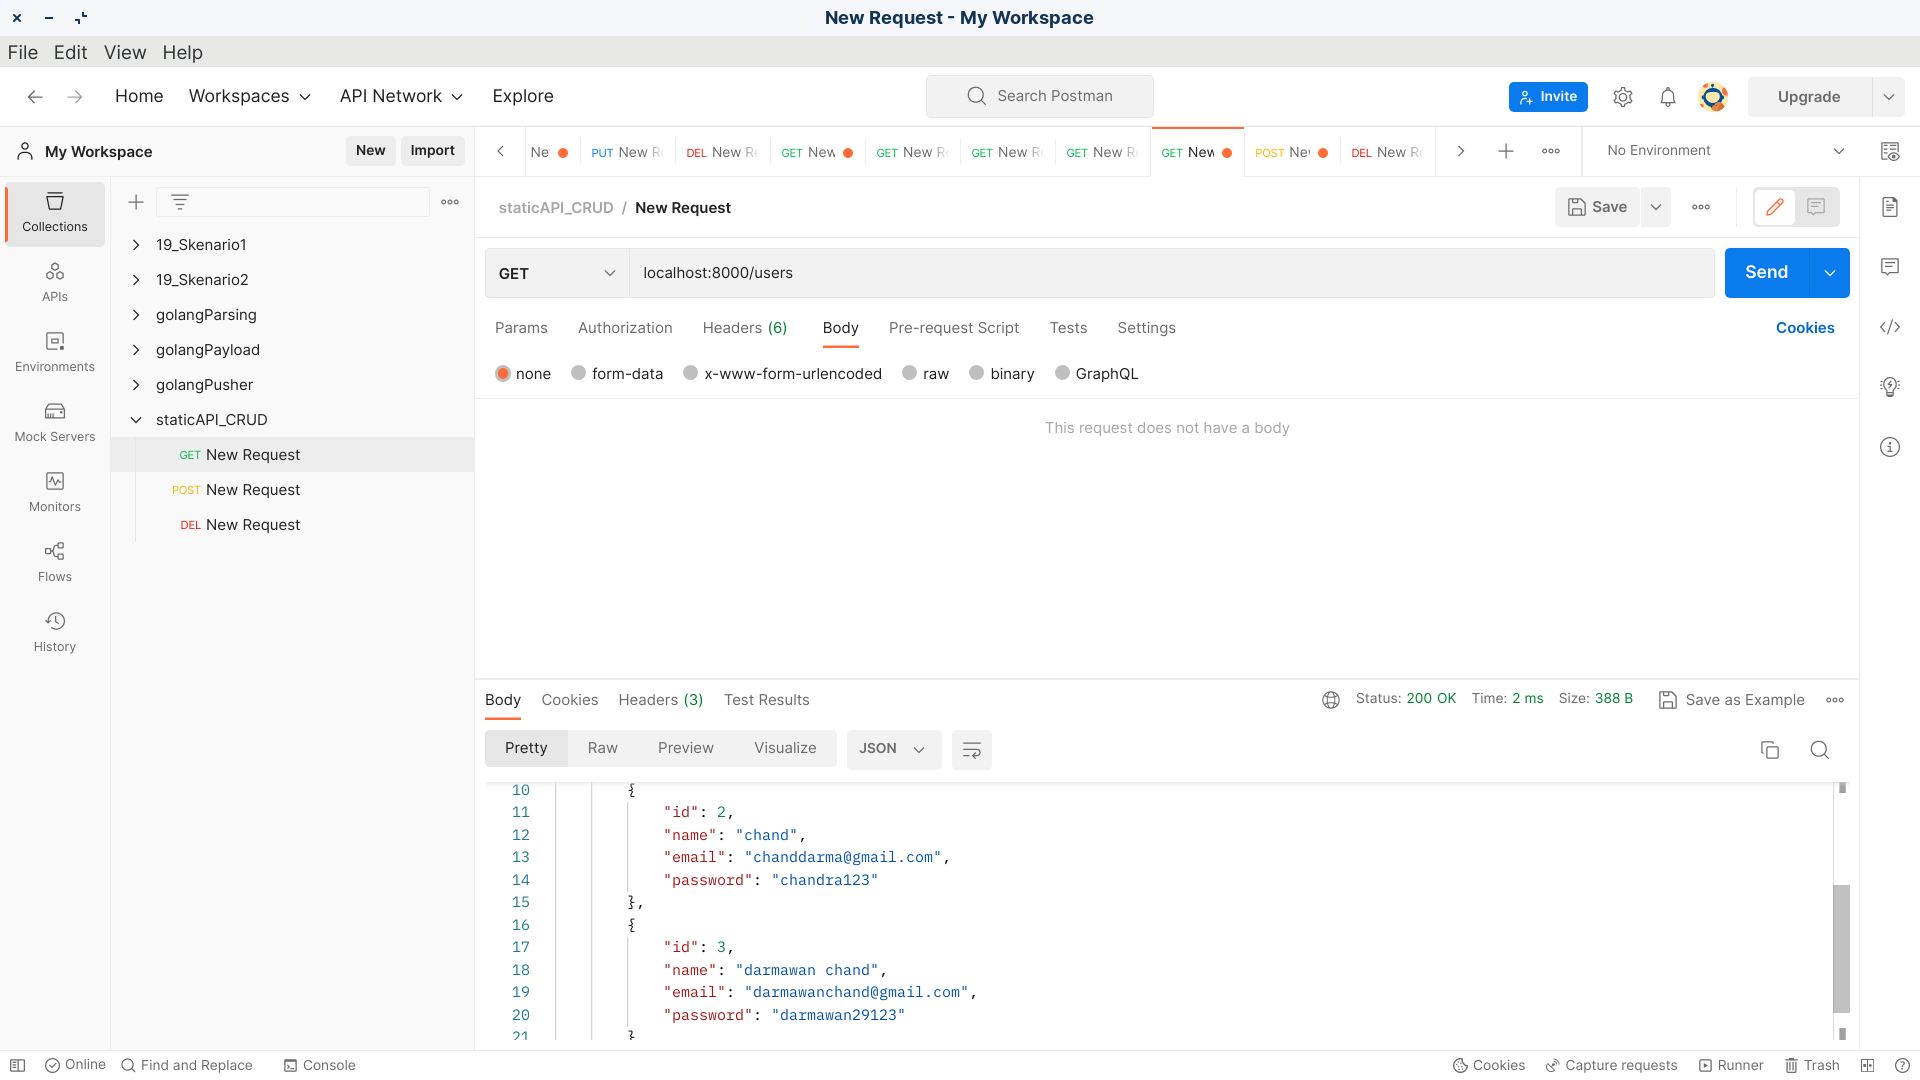 New Request - My Workspace
File Edit View Help
Home Workspaces API Network Explore
Search Postman
Invite
Upgrade
My Workspace
New
Import
Ne
PUT New R
DEL New R
GET New
GET New R
GET New R
GET New R
GET New
POST Ne
DEL New R
No Environment
Collections
APIs
Environments
Mock Servers
Monitors
Flows
History
19_Skenario1
19_Skenario2
golangParsing
golangPayload
golangPusher
staticAPI_CRUD
GET New Request
POST New Request
DEL New Request
staticAPI_CRUD / New Request
Save
GET
localhost:8000/users
Send
Params Authorization Headers (6) Body Pre-request Script Tests Settings
Cookies
none form-data x-www-form-urlencoded raw binary GraphQL
This request does not have a body
Body Cookies Headers (3) Test Results
Status: 200 OK Time: 2 ms Size: 388 B
Save as Example
Pretty Raw Preview Visualize
JSON
10 {
11 "id": 2,
12 "name": "chand",
13 "email": "chanddarma@gmail.com",
14 "password": "chandra123"
15 },
16 {
17 "id": 3,
18 "name": "darmawan chand",
19 "email": "darmawanchand@gmail.com",
20 "password": "darmawan29123"
21 }
Online Find and Replace Console
Cookies Capture requests Runner Trash